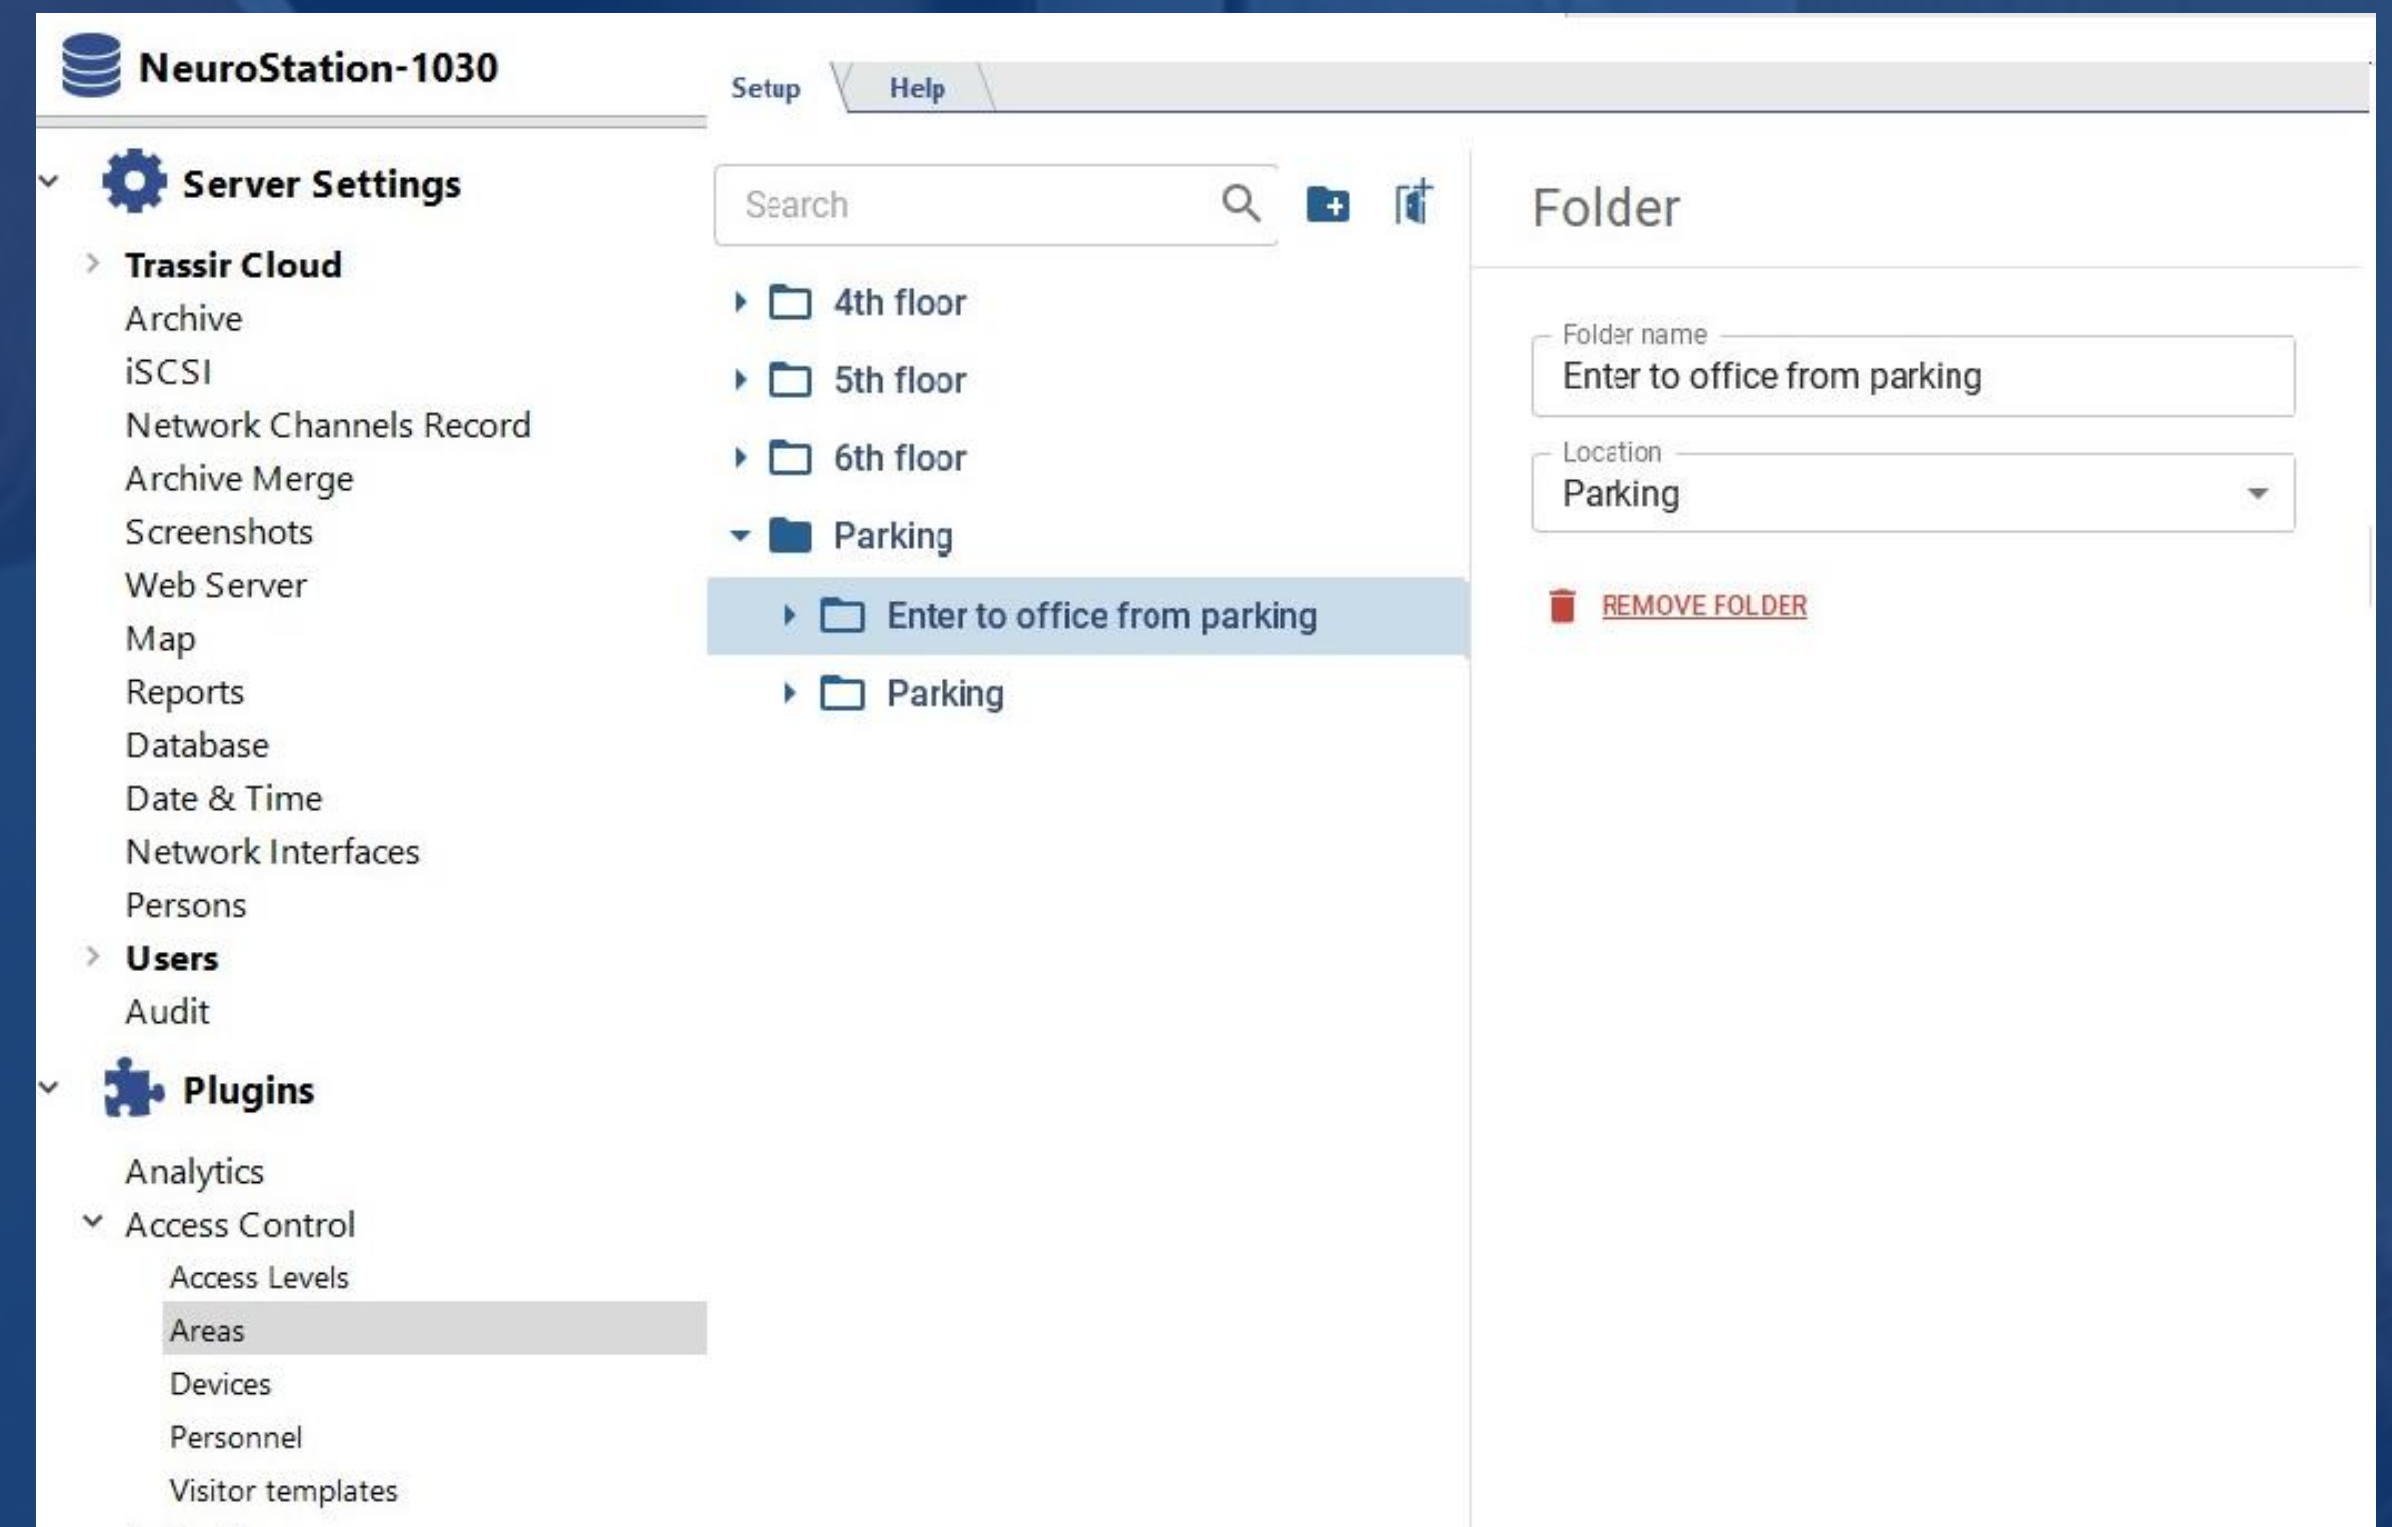 NeuroStation-1030
Server Settings
Trassir Cloud
Archive
iSCSI
Network Channels Record
Archive Merge
Screenshots
Web Server
Map
Reports
Database
Date & Time
Network Interfaces
Persons
Users
Audit
Plugins
Analytics
Access Control
Access Levels
Areas
Devices
Personnel
Visitor templates
Setup
Help
Search
4th floor
5th floor
6th floor
Parking
Enter to office from parking
Parking
Folder
Folder name
Enter to office from parking
Location
Parking
REMOVE FOLDER